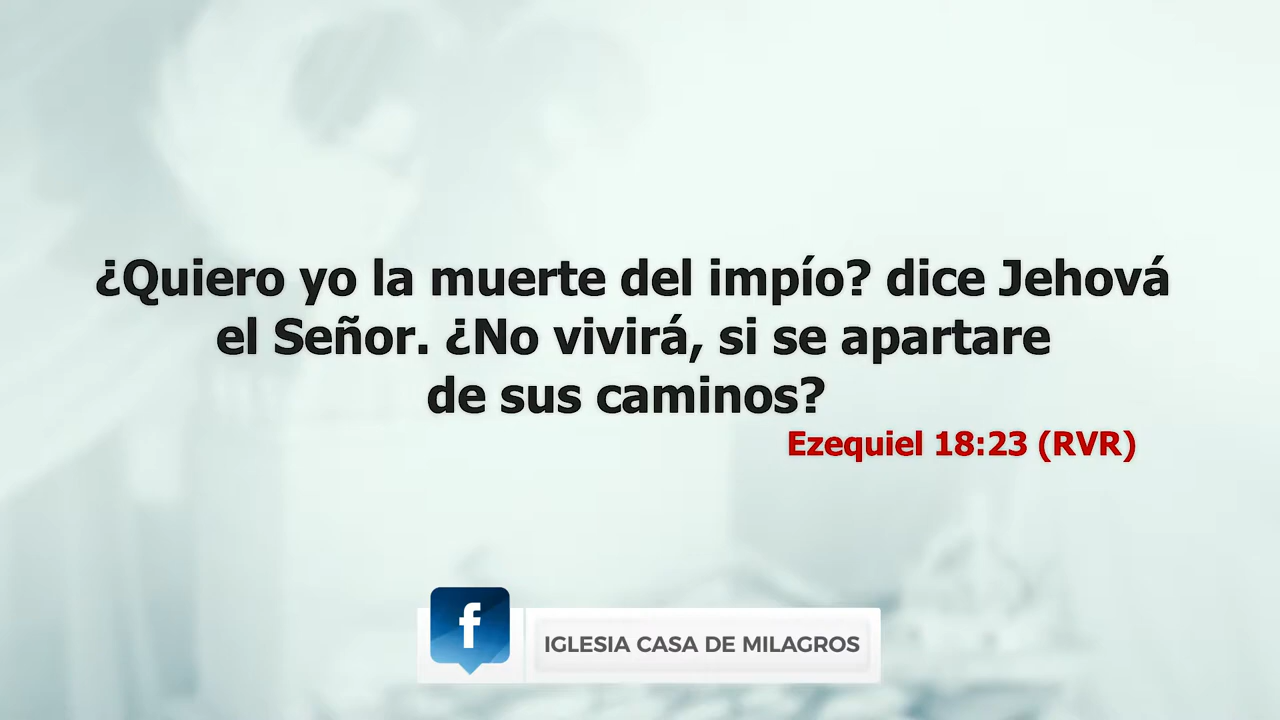 ¿Quiero yo la muerte del impío? dice Jehová
el Señor. ¿No vivirá, si se apartare
de sus caminos?
Ezequiel 18:23 (RVR)
f
IGLESIA CASA DE MILAGROS